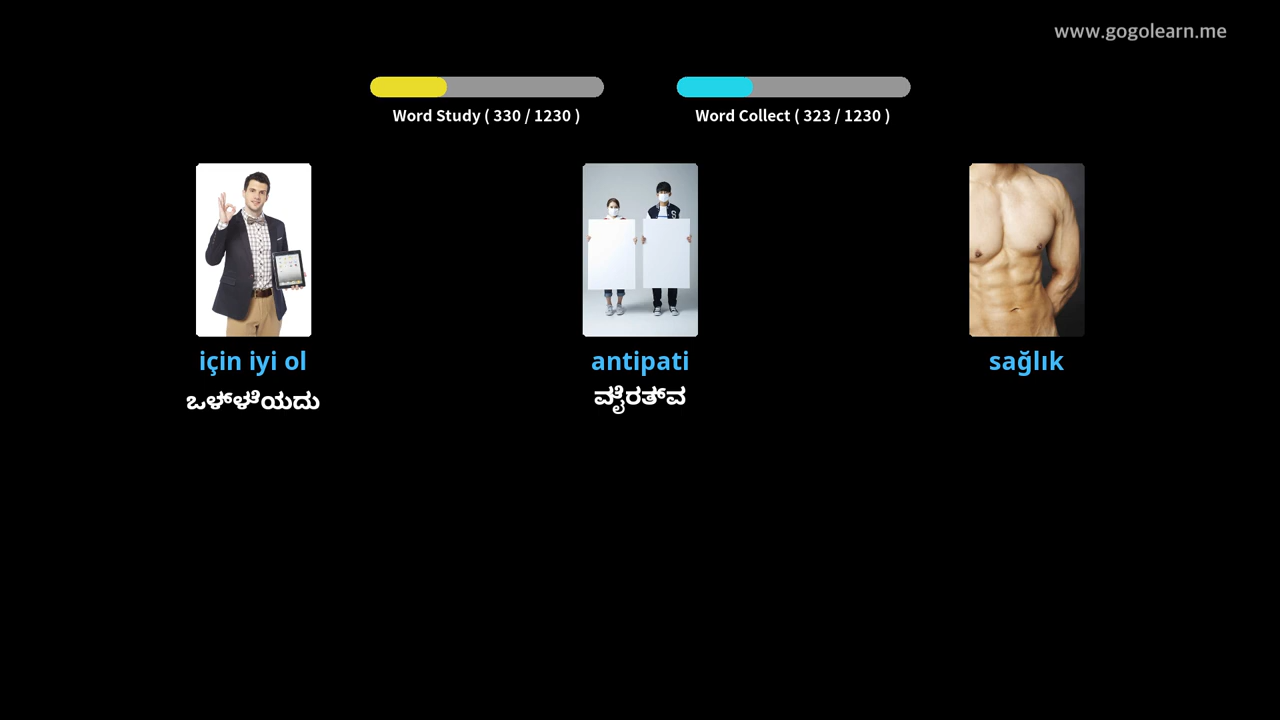 www.gogolearn.me
Word Study ( 330 / 1230 )
Word Collect ( 323 / 1230 )
için iyi ol
antipati
sağlık
ಒಳ್ಳೆಯದು
ವೈರತ್ವ